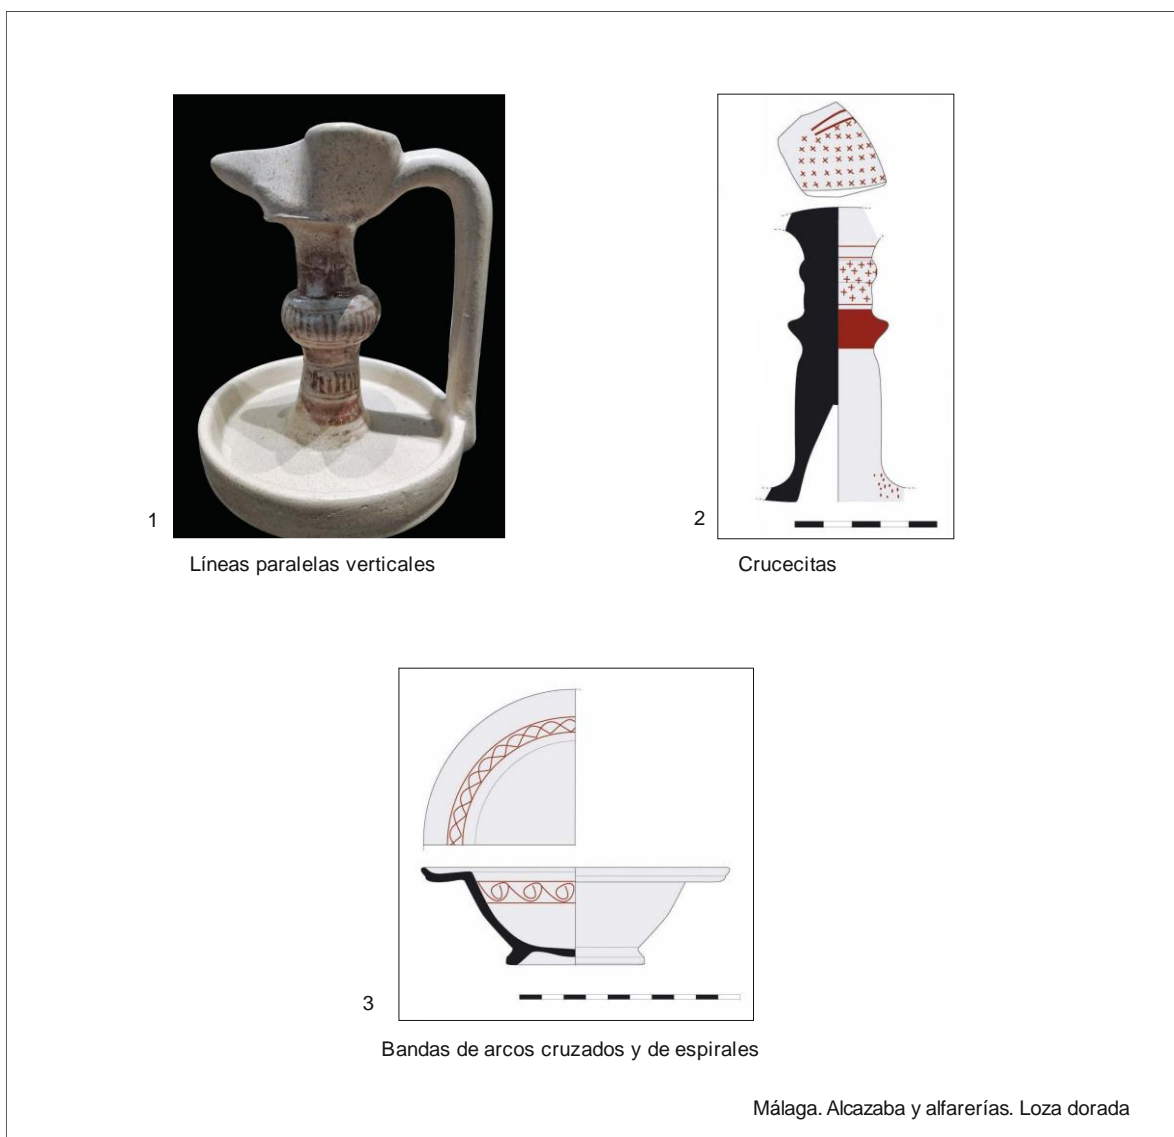 1
Líneas paralelas verticales
2
Crucecitas
3
Bandas de arcos cruzados y de espirales
Málaga. Alcazaba y alfarerías. Loza dorada